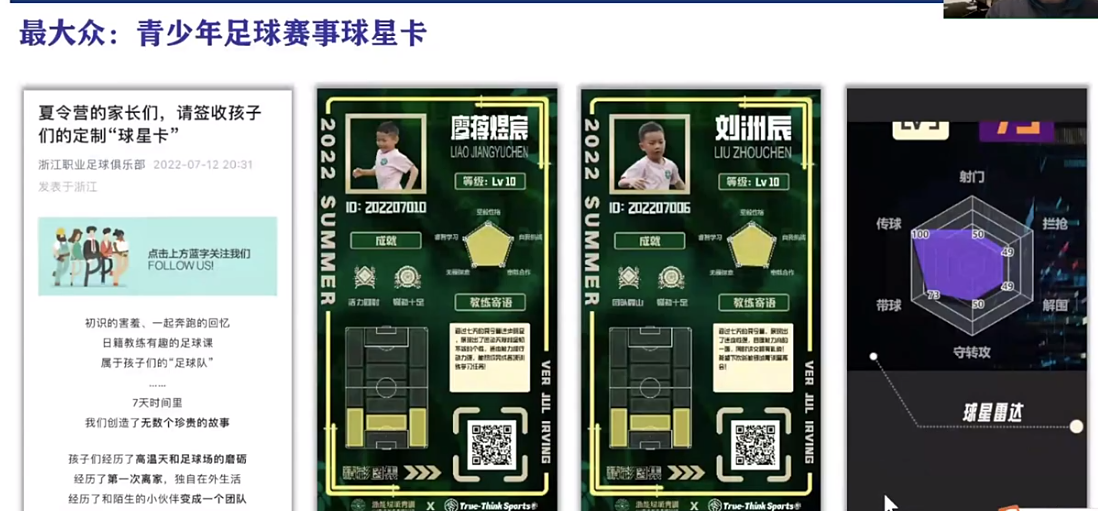 最大众：青少年足球赛事球星卡
夏令营的家长们，请签收孩子
们的定制“球星卡”
浙江职业足球俱乐部 2022-07-12 20:31
发表于浙江
点击上方蓝字关注我们
FOLLOW US!
初识的害羞、一起奔跑的回忆
日籍教练有趣的足球课
属于孩子们的“足球队”
……
7天时间里
我们创造了无数个珍贵的故事
孩子们经历了高温天和足球场的磨砺
经历了第一次离家，独自在外生活
经历了和陌生的小伙伴变成一个团队
2022 SUMMER
廖蒋煜宸
LIAO JIANGYUCHEN
等级：Lv 10
ID: 202207010
成就
教练寄语
VER JUL IRVING
X
True-Think Sports®
2022 SUMMER
刘洲辰
LIU ZHOUCHEN
等级：Lv 10
ID: 202207006
成就
教练寄语
VER JUL IRVING
X
True-Think Sports®
射门
传球
拦抢
100
50
49
49
73
50
带球
解围
守转攻
球星雷达